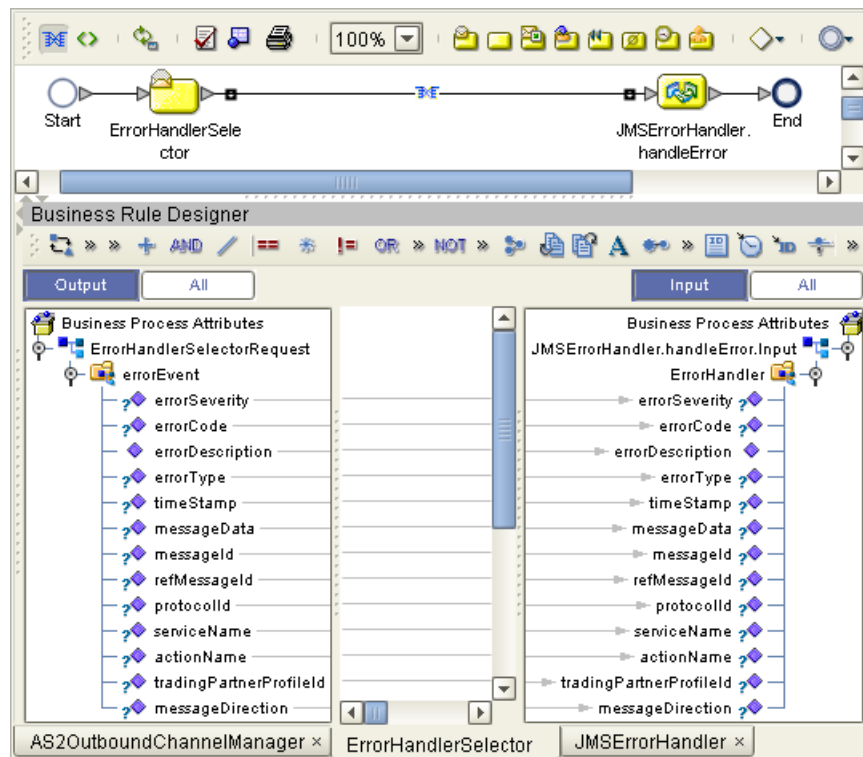 100%
Start
ErrorHandlerSele
ctor
JMSErrorHandler.
handleError
End
Business Rule Designer
» » AND == != OR » NOT » A » ID ID »
Output
All
Input
All
Business Process Attributes
ErrorHandlerSelectorRequest
errorEvent
? errorSeverity
? errorCode
errorDescription
? errorType
? timeStamp
? messageData
? messageId
? refMessageId
? protocolId
? serviceName
? actionName
? tradingPartnerProfileId
? messageDirection
Business Process Attributes
JMSErrorHandler.handleError.Input
ErrorHandler
errorSeverity ?
errorCode ?
errorDescription
errorType ?
timeStamp ?
messageData ?
messageId ?
refMessageId ?
protocolId ?
serviceName ?
actionName ?
tradingPartnerProfileId ?
messageDirection ?
AS2OutboundChannelManager ×
ErrorHandlerSelector
JMSErrorHandler ×